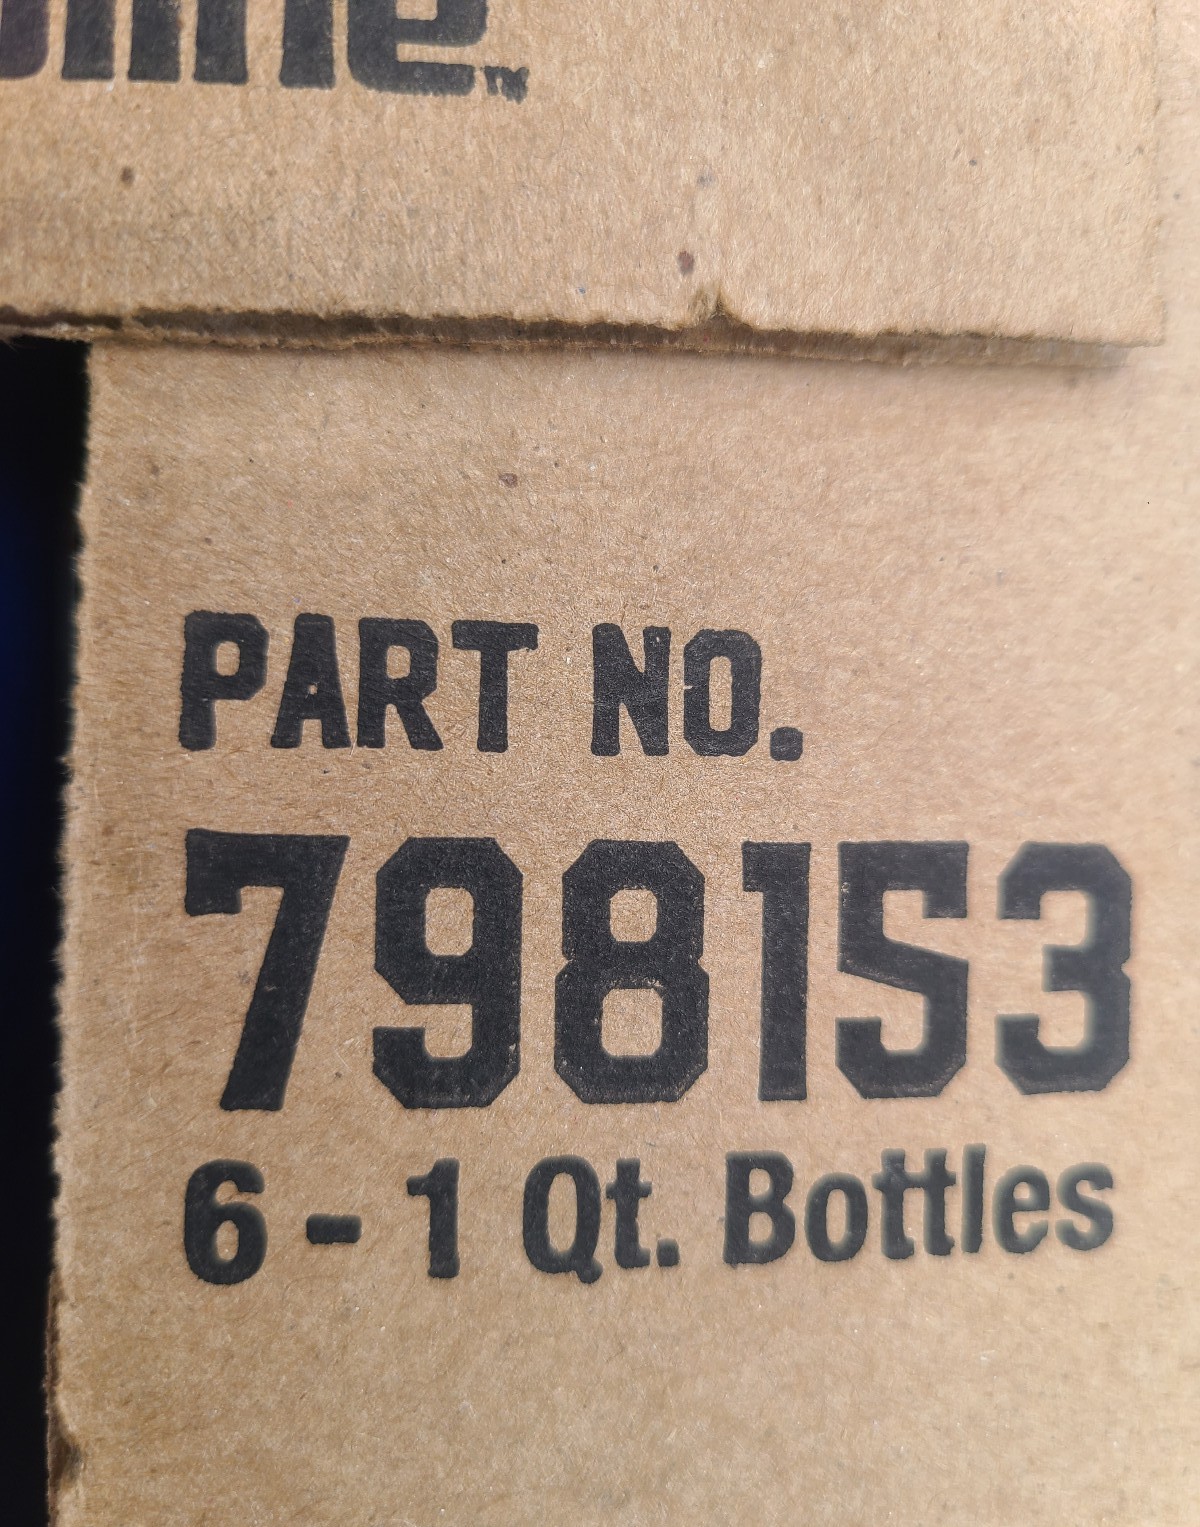 PART NO.
798153
6 - 1 Qt. Bottles